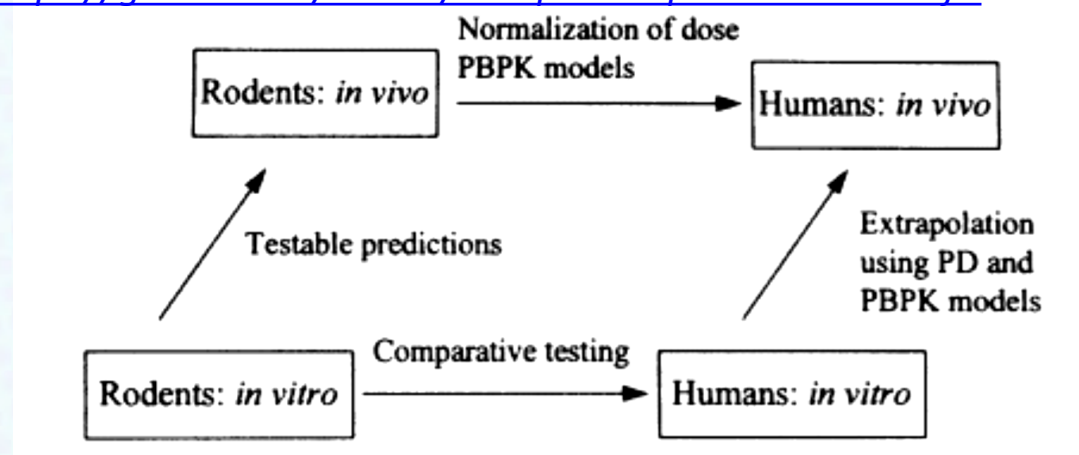 Normalization of dose
PBPK models
Rodents: in vivo
Humans: in vivo
Testable predictions
Extrapolation
using PD and
PBPK models
Comparative testing
Rodents: in vitro
Humans: in vitro